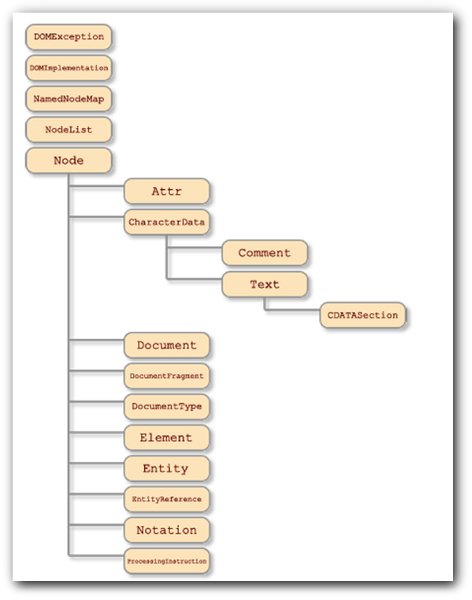 DOMException
DOMImplementation
NamedNodeMap
NodeList
Node
Attr
CharacterData
Comment
Text
CDATASection
Document
DocumentFragment
DocumentType
Element
Entity
EntityReference
Notation
ProcessingInstruction